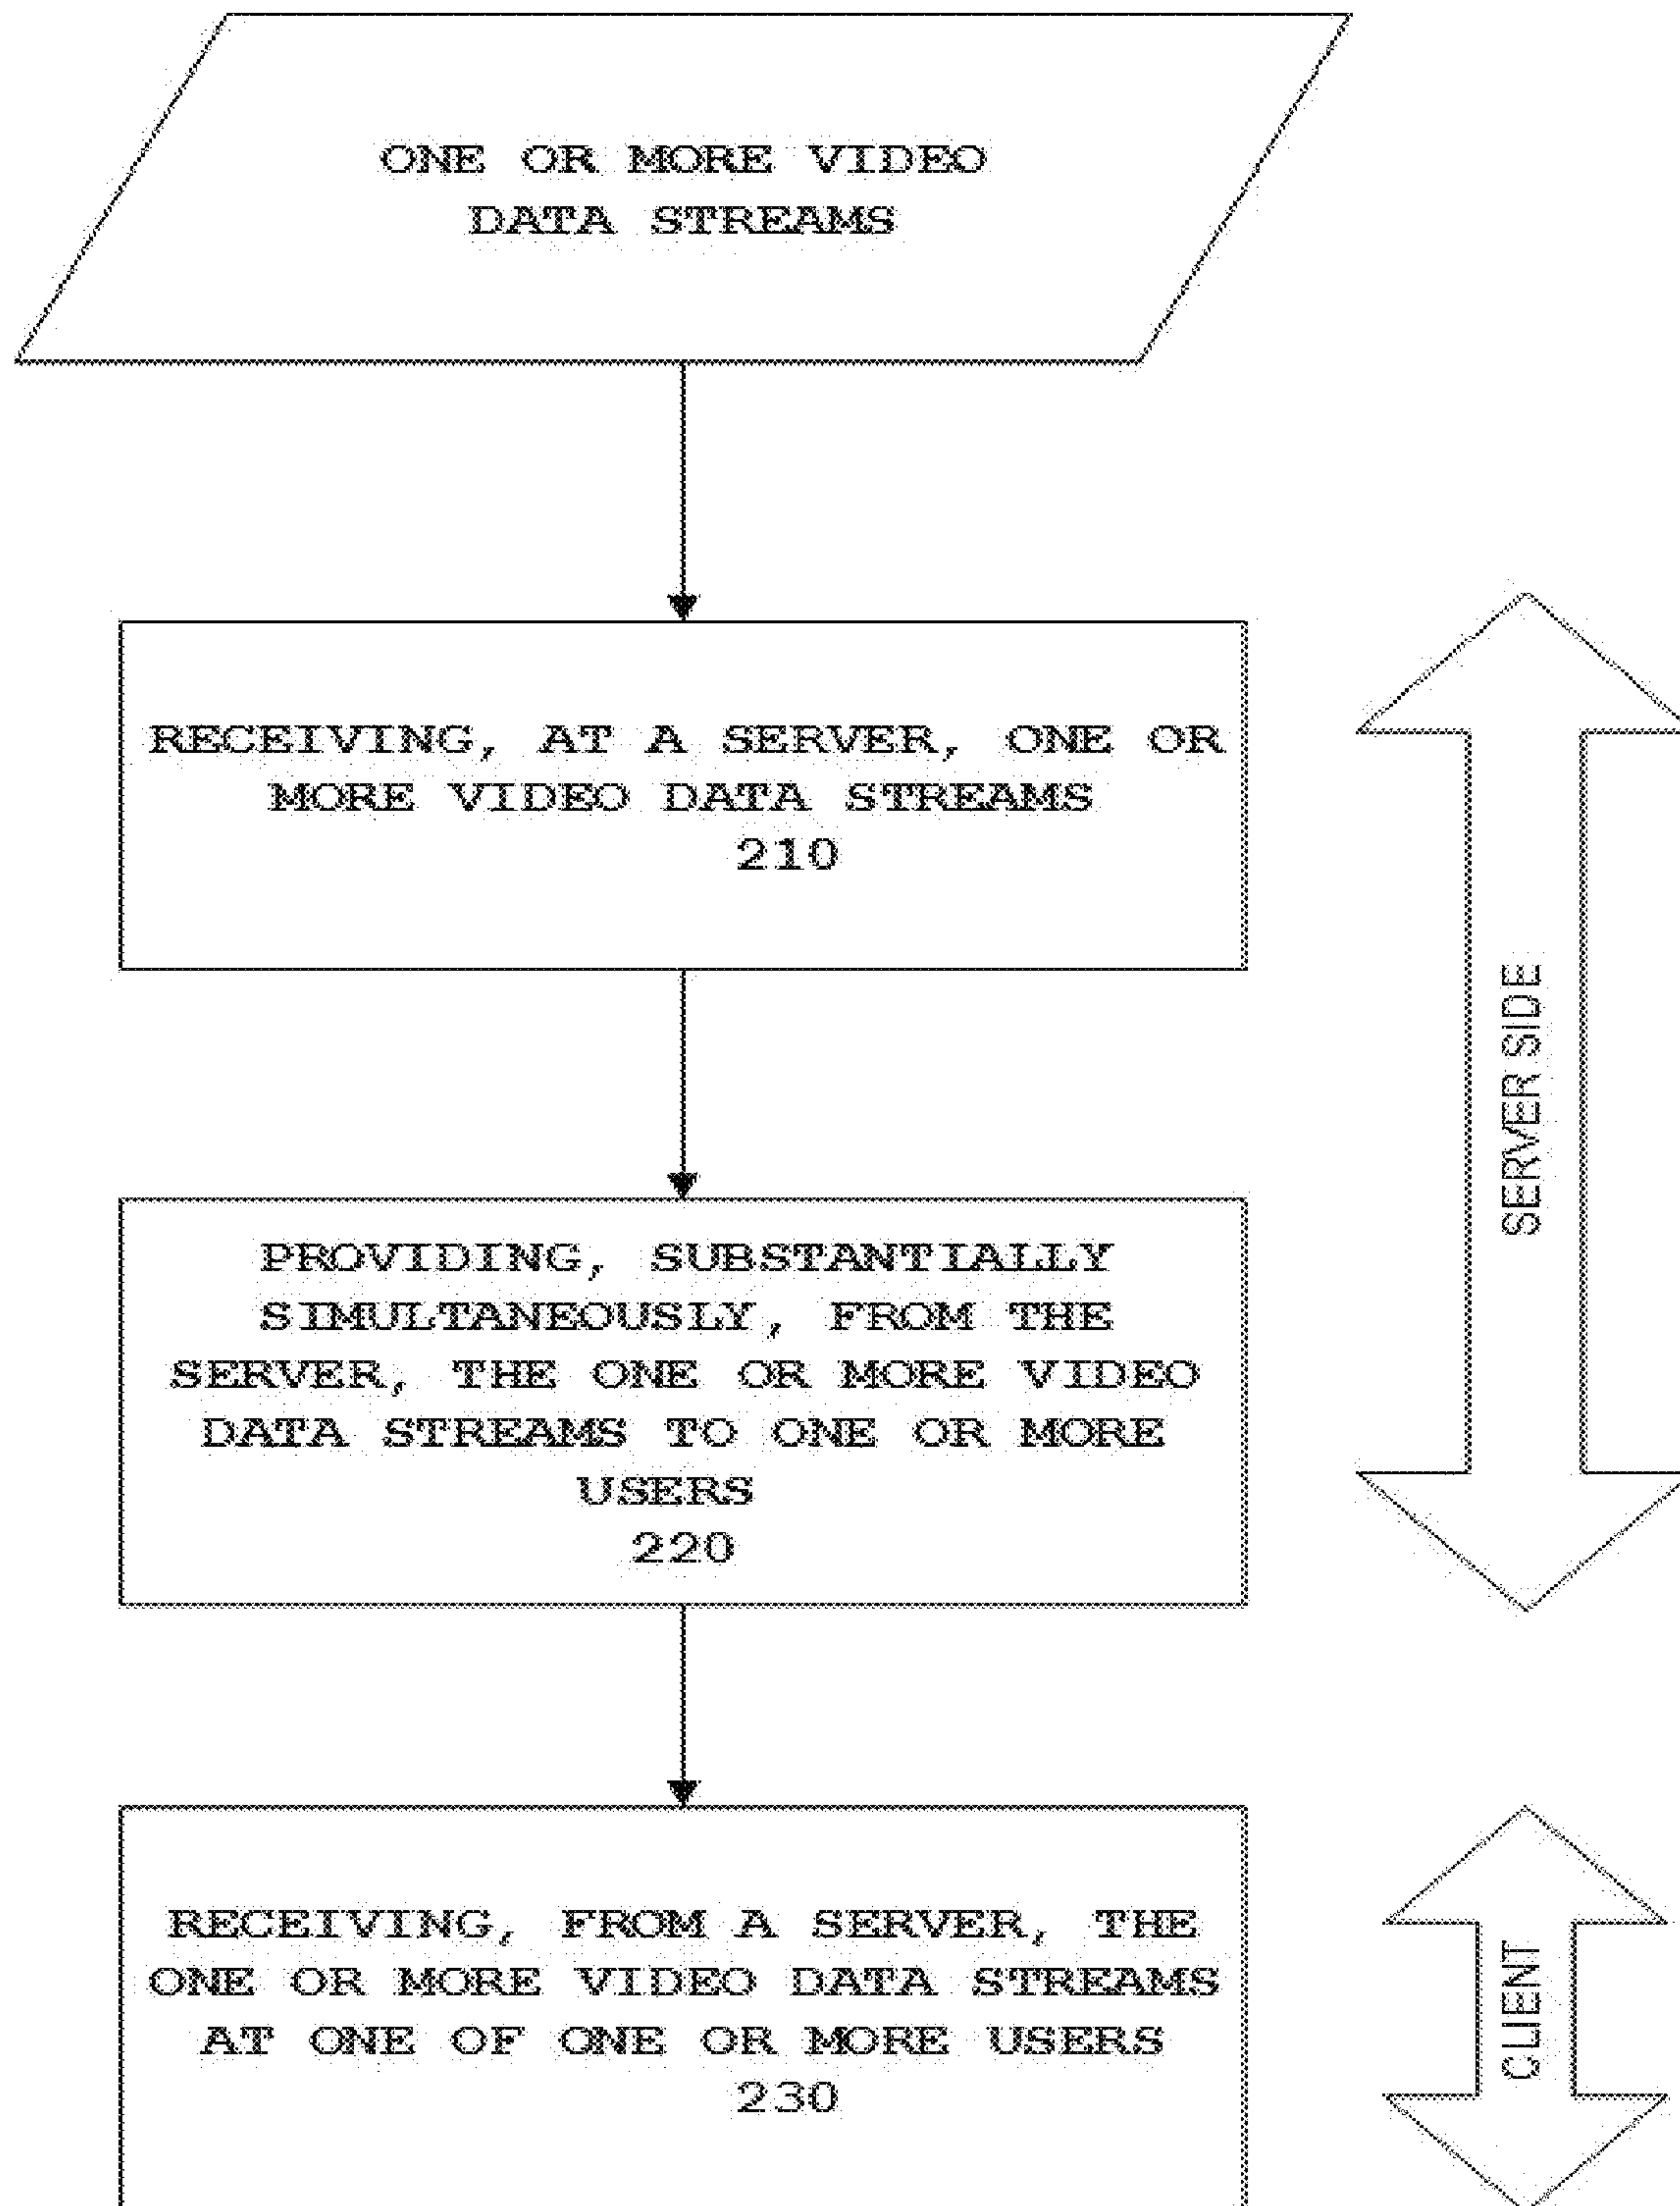 ONE OR MORE VIDEO
DATA STREAMS
RECEIVING, AT A SERVER, ONE OR
MORE VIDEO DATA STREAMS
210
PROVIDING, SUBSTANTIALLY
SIMULTANEOUSLY, FROM THE
SERVER, THE ONE OR MORE VIDEO
DATA STREAMS TO ONE OR MORE
USERS
220
SERVER SIDE
RECEIVING, FROM A SERVER, THE
ONE OR MORE VIDEO DATA STREAMS
AT ONE OF ONE OR MORE USERS
230
CLIENT